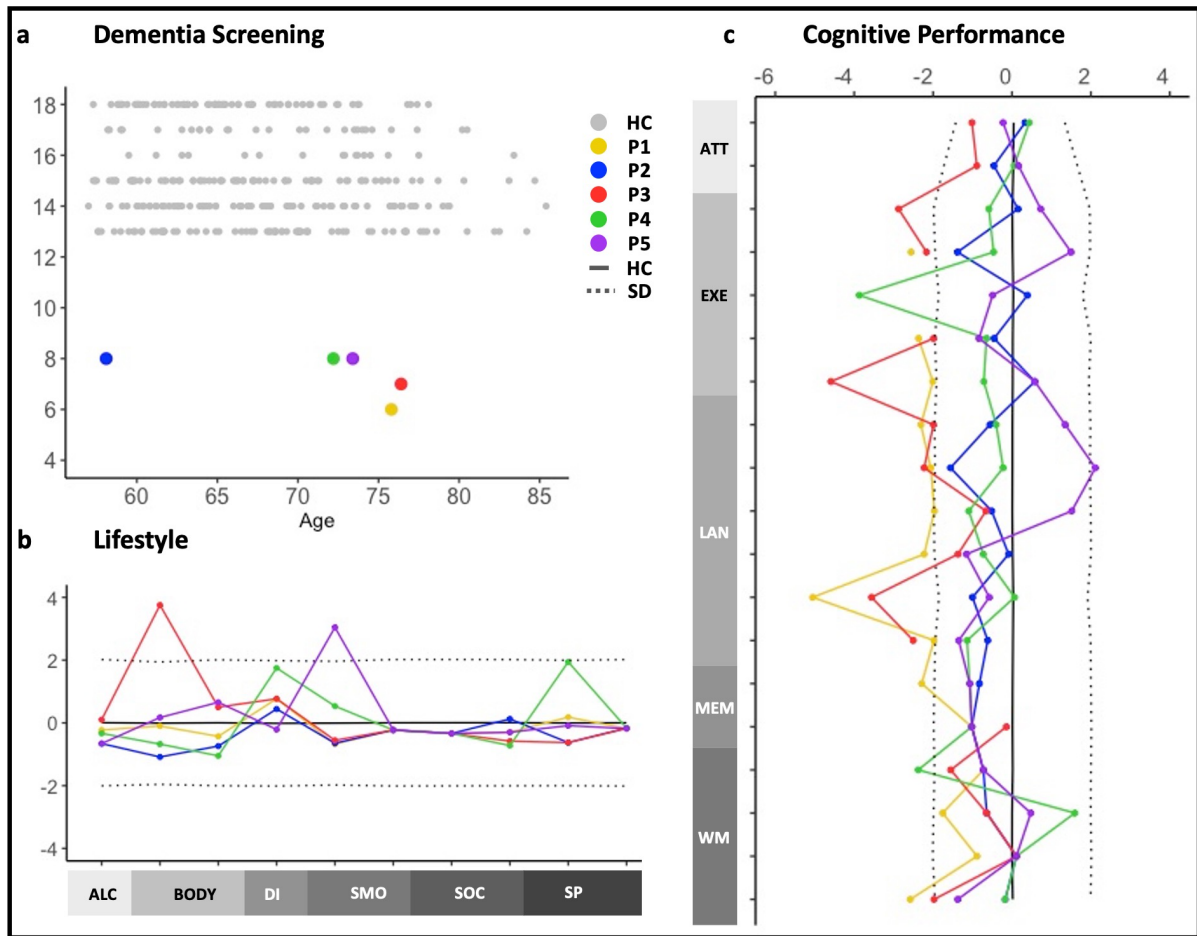 a Dementia Screening
18
16
14
12
10
8
6
4
60 65 70 75 80 85
Age
HC
P1
P2
P3
P4
P5
HC
SD
b Lifestyle
4
2
0
-2
-4
ALC BODY DI SMO SOC SP
c Cognitive Performance
-6 -4 -2 0 2 4
ATT
EXE
LAN
MEM
WM